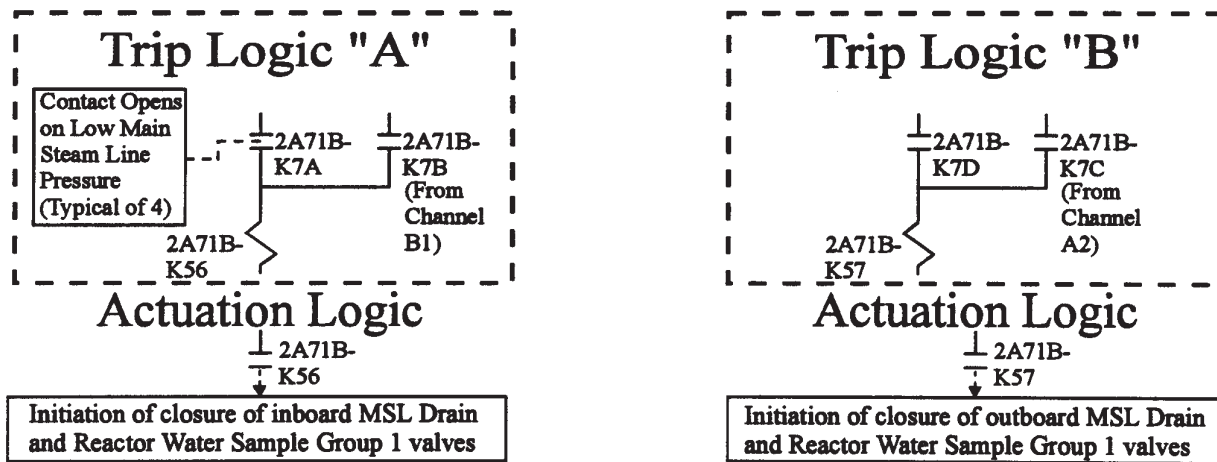 Trip Logic "A"
Contact Opens
on Low Main
Steam Line
Pressure
(Typical of 4)
2A71B-
K7A
2A71B-
K7B
(From
Channel
B1)
2A71B-
K56
Actuation Logic
2A71B-
K56
Initiation of closure of inboard MSL Drain
and Reactor Water Sample Group 1 valves
Trip Logic "B"
2A71B-
K7D
2A71B-
K7C
(From
Channel
A2)
2A71B-
K57
Actuation Logic
2A71B-
K57
Initiation of closure of outboard MSL Drain
and Reactor Water Sample Group 1 valves